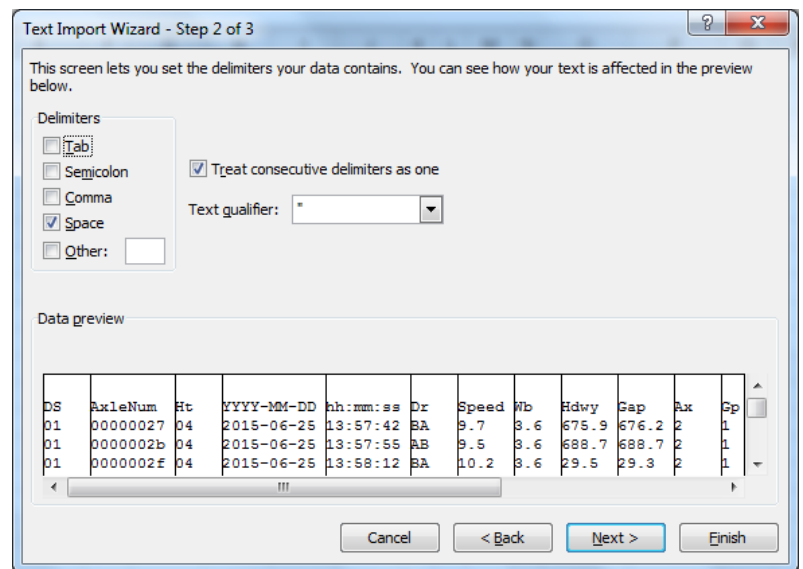 Text Import Wizard - Step 2 of 3
This screen lets you set the delimiters your data contains. You can see how your text is affected in the preview
below.
Delimiters
Tab
Semicolon
Comma
Space
Other:
Treat consecutive delimiters as one
Text qualifier: "
Data preview
DS AxleNum Ht YYYY-MM-DD hh:mm:ss Dr Speed Wb Hdwy Gap Ax Gp
01 00000027 04 2015-06-25 13:57:42 BA 9.7 3.6 675.9 676.2 2 1
01 0000002b 04 2015-06-25 13:57:55 AB 9.5 3.6 688.7 688.7 2 1
01 0000002f 04 2015-06-25 13:58:12 BA 10.2 3.6 29.5 29.3 2 1
Cancel < Back Next > Finish